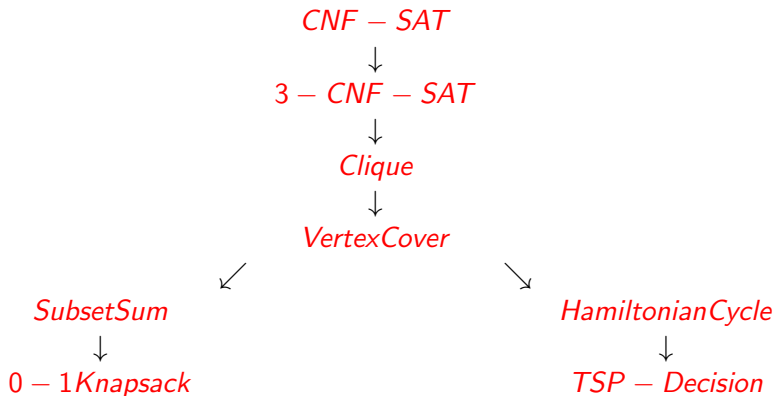 CNF − SAT
3 − CNF − SAT
Clique
VertexCover
SubsetSum HamiltonianCycle
0 − 1Knapsack TSP − Decision